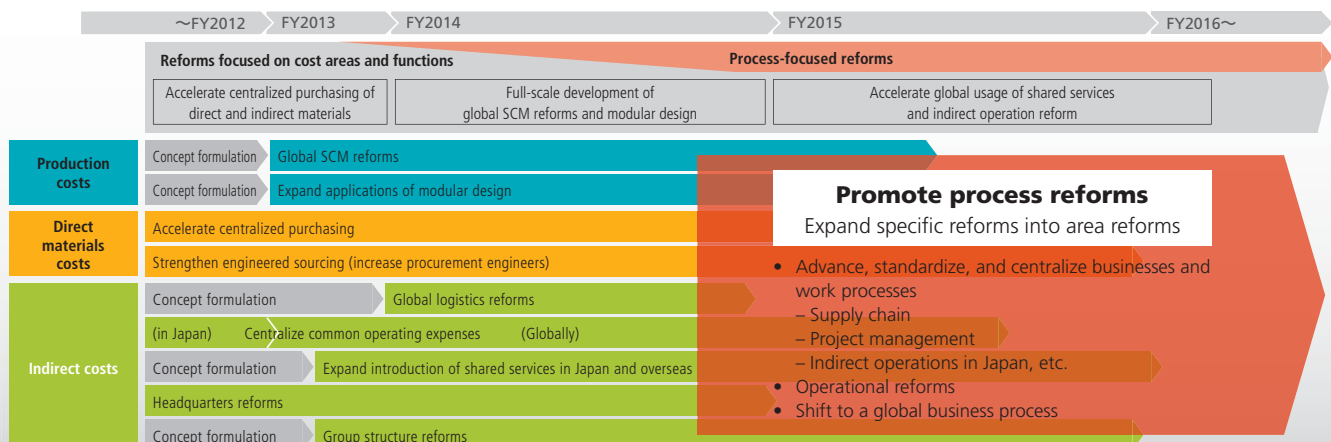 ～FY2012
FY2013
FY2014
FY2015
FY2016～
Reforms focused on cost areas and functions
Process-focused reforms
Accelerate centralized purchasing of
direct and indirect materials
Full-scale development of
global SCM reforms and modular design
Accelerate global usage of shared services
and indirect operation reform
Production
costs
Concept formulation
Global SCM reforms
Concept formulation
Expand applications of modular design
Direct
materials
costs
Accelerate centralized purchasing
Strengthen engineered sourcing (increase procurement engineers)
Indirect costs
Concept formulation
Global logistics reforms
(in Japan)
Centralize common operating expenses
(Globally)
Concept formulation
Expand introduction of shared services in Japan and overseas
Headquarters reforms
Concept formulation
Group structure reforms
Promote process reforms
Expand specific reforms into area reforms
• Advance, standardize, and centralize businesses and
work processes
– Supply chain
– Project management
– Indirect operations in Japan, etc.
• Operational reforms
• Shift to a global business process